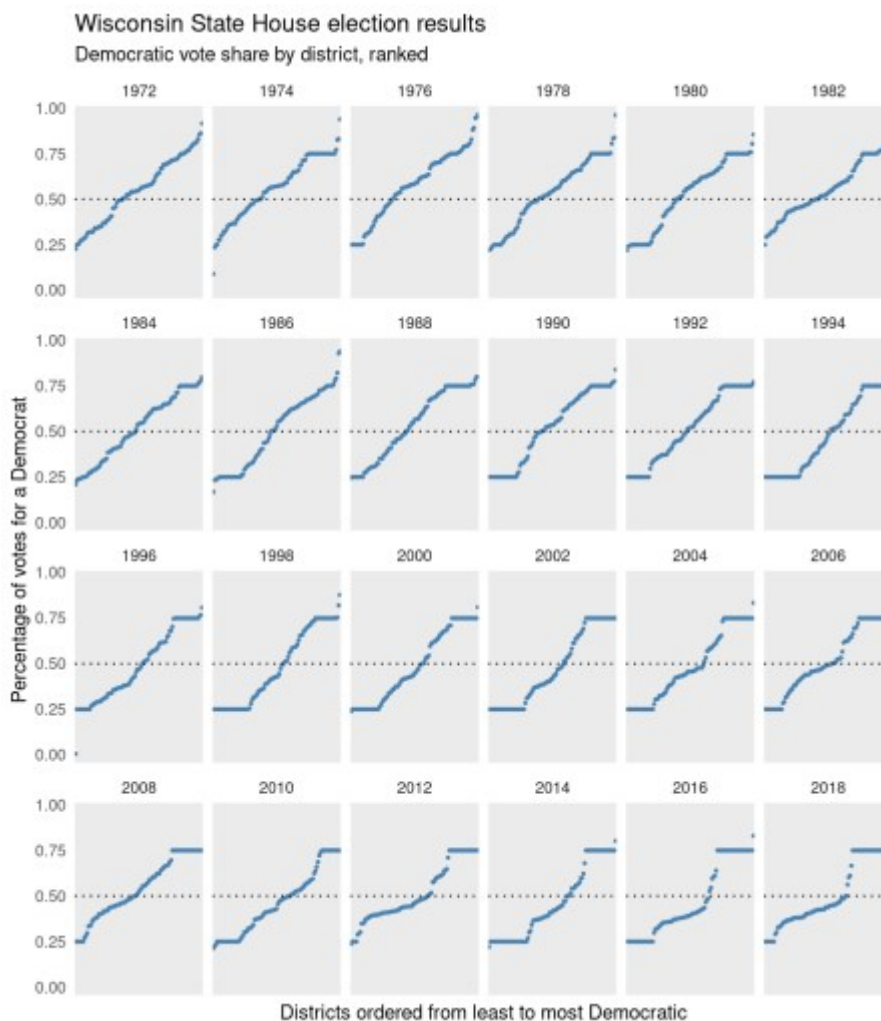 Wisconsin State House election results
Democratic vote share by district, ranked
1972 1974 1976 1978 1980 1982
1.00
0.75
0.50
0.25
0.00
1984 1986 1988 1990 1992 1994
1.00
0.75
0.50
0.25
0.00
Percentage of votes for a Democrat
1996 1998 2000 2002 2004 2006
1.00
0.75
0.50
0.25
0.00
2008 2010 2012 2014 2016 2018
1.00
0.75
0.50
0.25
0.00
Districts ordered from least to most Democratic